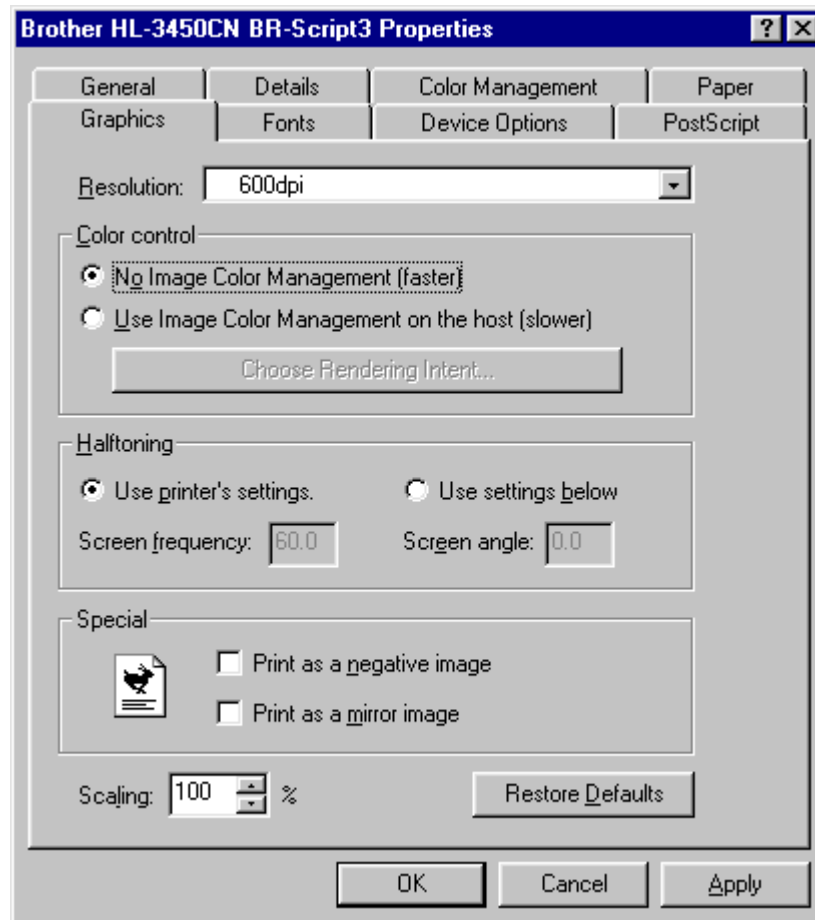 Brother HL-3450CN BR-Script3 Properties
General Details Color Management Paper
Graphics Fonts Device Options PostScript
Resolution: 600dpi
Color control
No Image Color Management (faster)
Use Image Color Management on the host (slower)
Choose Rendering Intent...
Halftoning
Use printer's settings. Use settings below
Screen frequency: 60.0 Screen angle: 0.0
Special
Print as a negative image
Print as a mirror image
Scaling: 100 % Restore Defaults
OK Cancel Apply